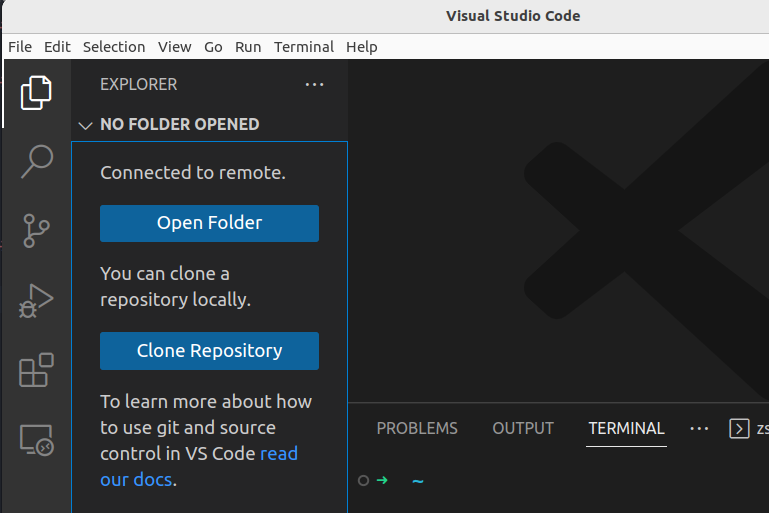 Visual Studio Code
File Edit Selection View Go Run Terminal Help
EXPLORER
NO FOLDER OPENED
Connected to remote.
Open Folder
You can clone a
repository locally.
Clone Repository
To learn more about how
to use git and source
control in VS Code read
our docs.
PROBLEMS OUTPUT TERMINAL ··· zs
→ ~